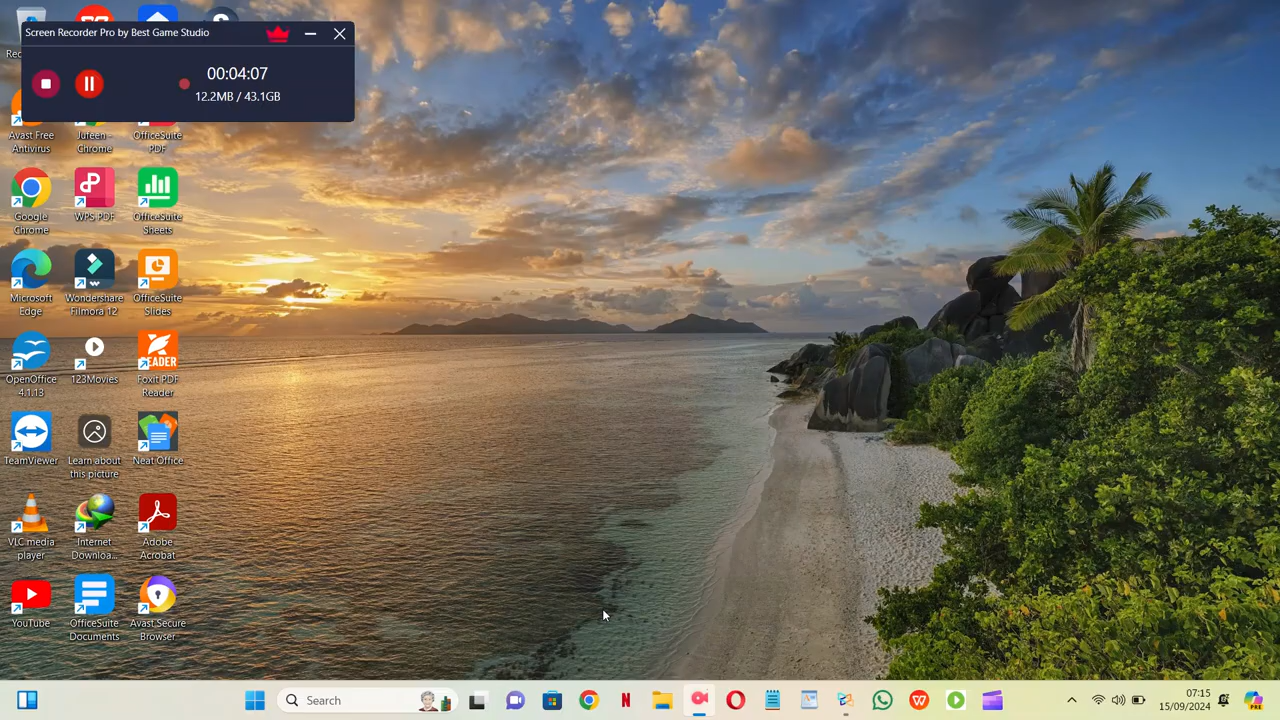 Screen Recorder Pro by Best Game Studio
00:04:07
12.2MB / 43.1GB
Avast Free
Antivirus
Jufeen -
Chrome
OfficeSuite
PDF
Google
Chrome
WPS PDF
OfficeSuite
Sheets
Microsoft
Edge
Wondershare
Filmora 12
OfficeSuite
Slides
OpenOffice
4.1.13
123Movies
READER
Foxit PDF
Reader
TeamViewer
Learn about
this picture
Neat Office
VLC media
player
Internet
Downloa...
Adobe
Acrobat
YouTube
OfficeSuite
Documents
Avast Secure
Browser
Search
07:15
15/09/2024
PRE